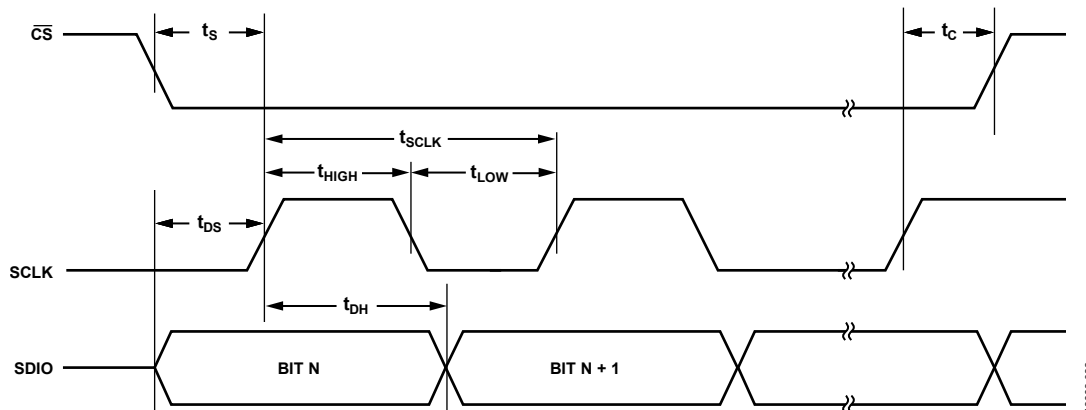 CS
tS
tC
tSCLK
tHIGH
tLOW
tDS
SCLK
tDH
SDIO
BIT N
BIT N + 1